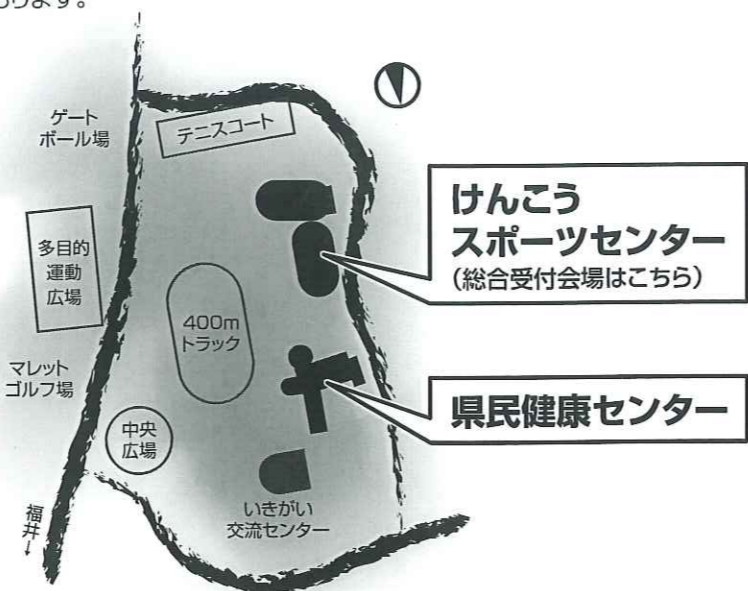 あります。
ゲート
ボール場
テニスコート
けんこう
スポーツセンター
(総合受付会場はこちら)
多目的
運動
広場
400m
トラック
マレット
ゴルフ場
県民健康センター
中央
広場
いきがい
交流センター
福井→